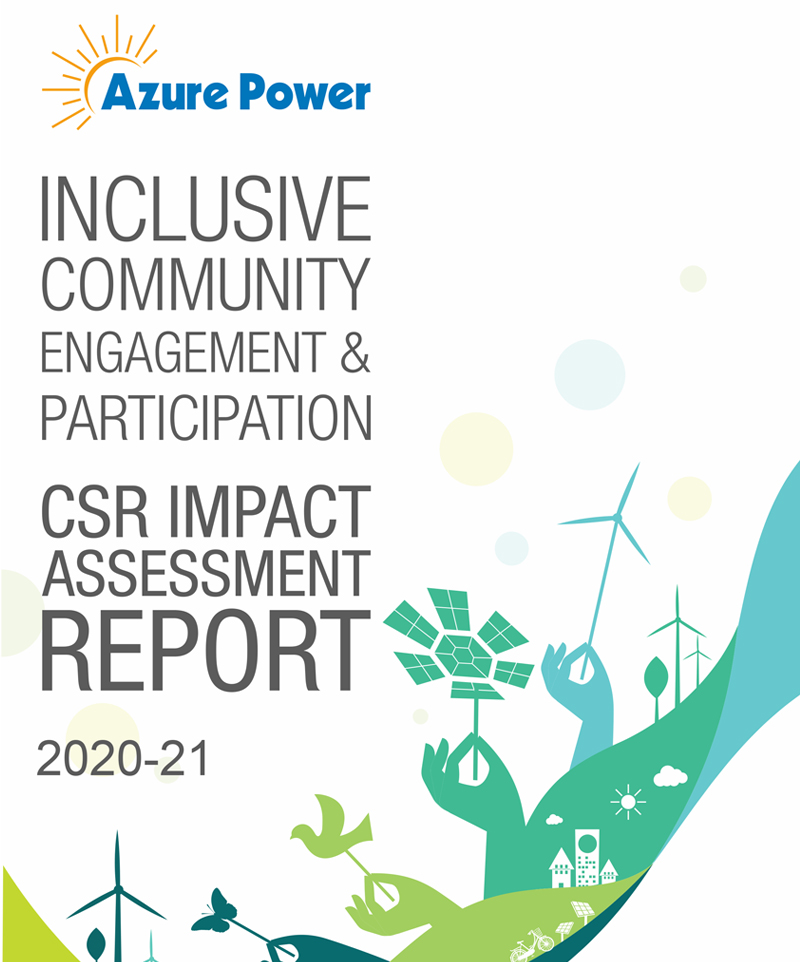 Azure Power
INCLUSIVE
COMMUNITY
ENGAGEMENT &
PARTICIPATION
CSR IMPACT
ASSESSMENT
REPORT
2020-21